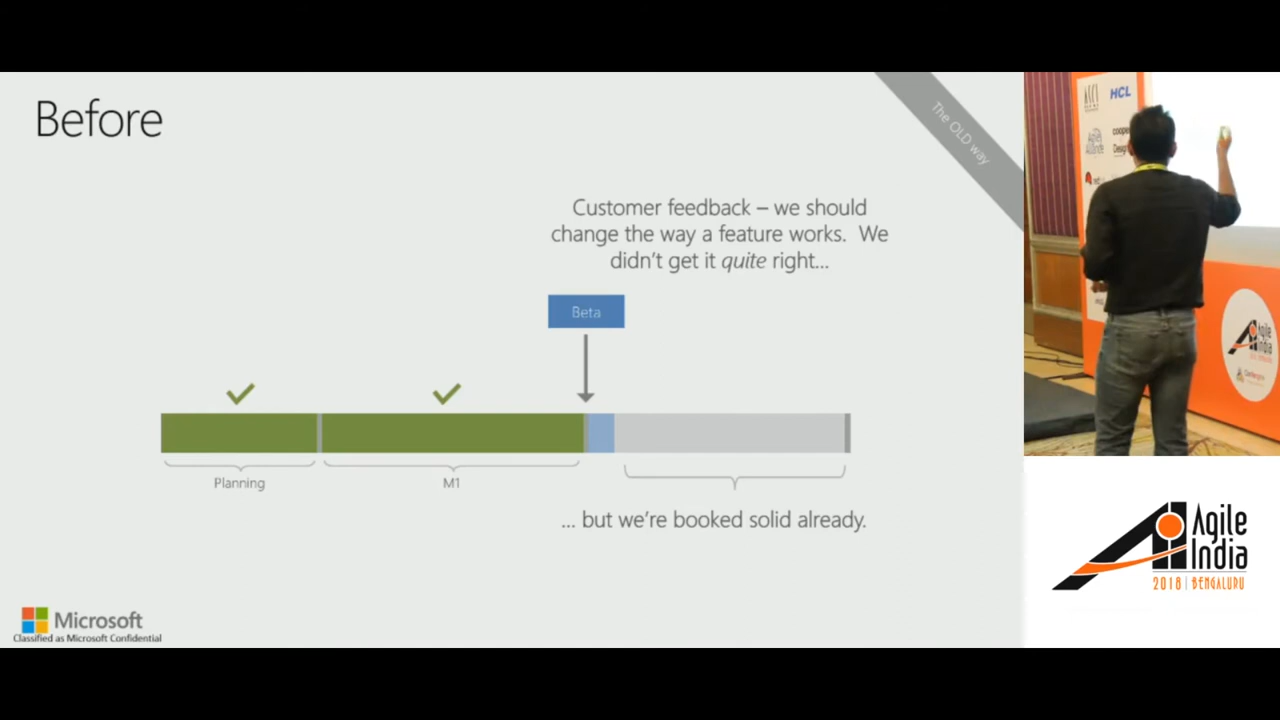 Before
The OLD way
Customer feedback – we should
change the way a feature works. We
didn't get it quite right...
Beta
Planning
M1
... but we're booked solid already.
Microsoft
Classified as Microsoft Confidential
HCL
Agile
India
Agile
India
2018 | BENGALURU